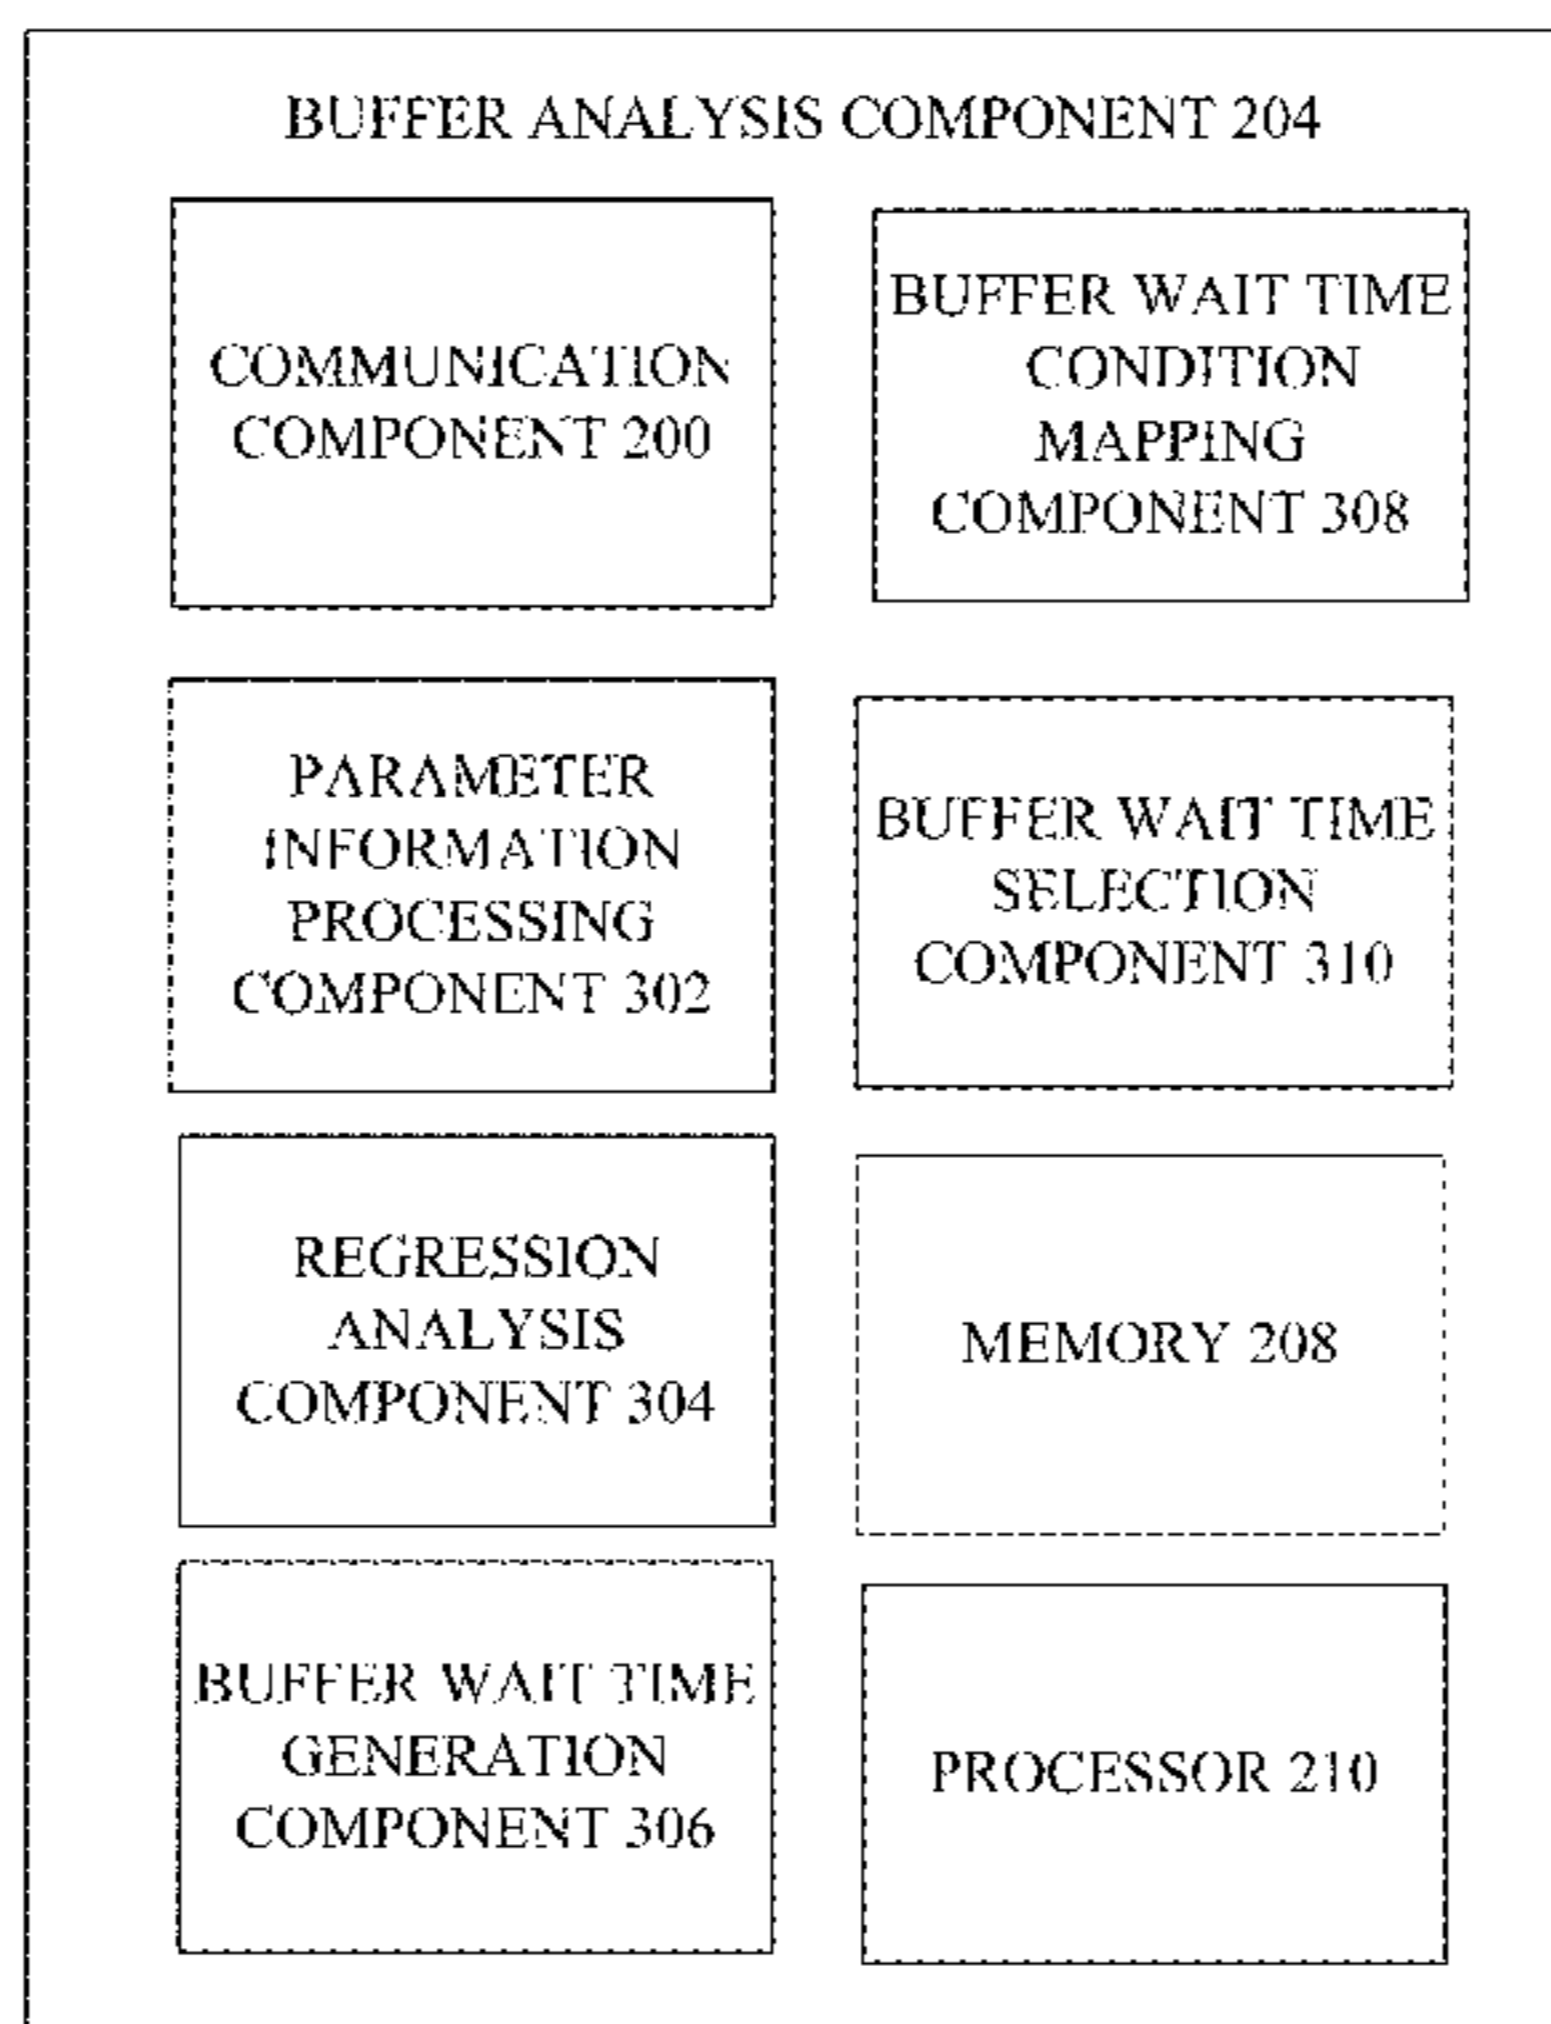 BUFFER ANALYSIS COMPONENT 204
COMMUNICATION
COMPONENT 200
BUFFER WAIT TIME
CONDITION
MAPPING
COMPONENT 308
PARAMETER
INFORMATION
PROCESSING
COMPONENT 302
BUFFER WAIT TIME
SELECTION
COMPONENT 310
REGRESSION
ANALYSIS
COMPONENT 304
MEMORY 208
BUFFER WAIT TIME
GENERATION
COMPONENT 306
PROCESSOR 210